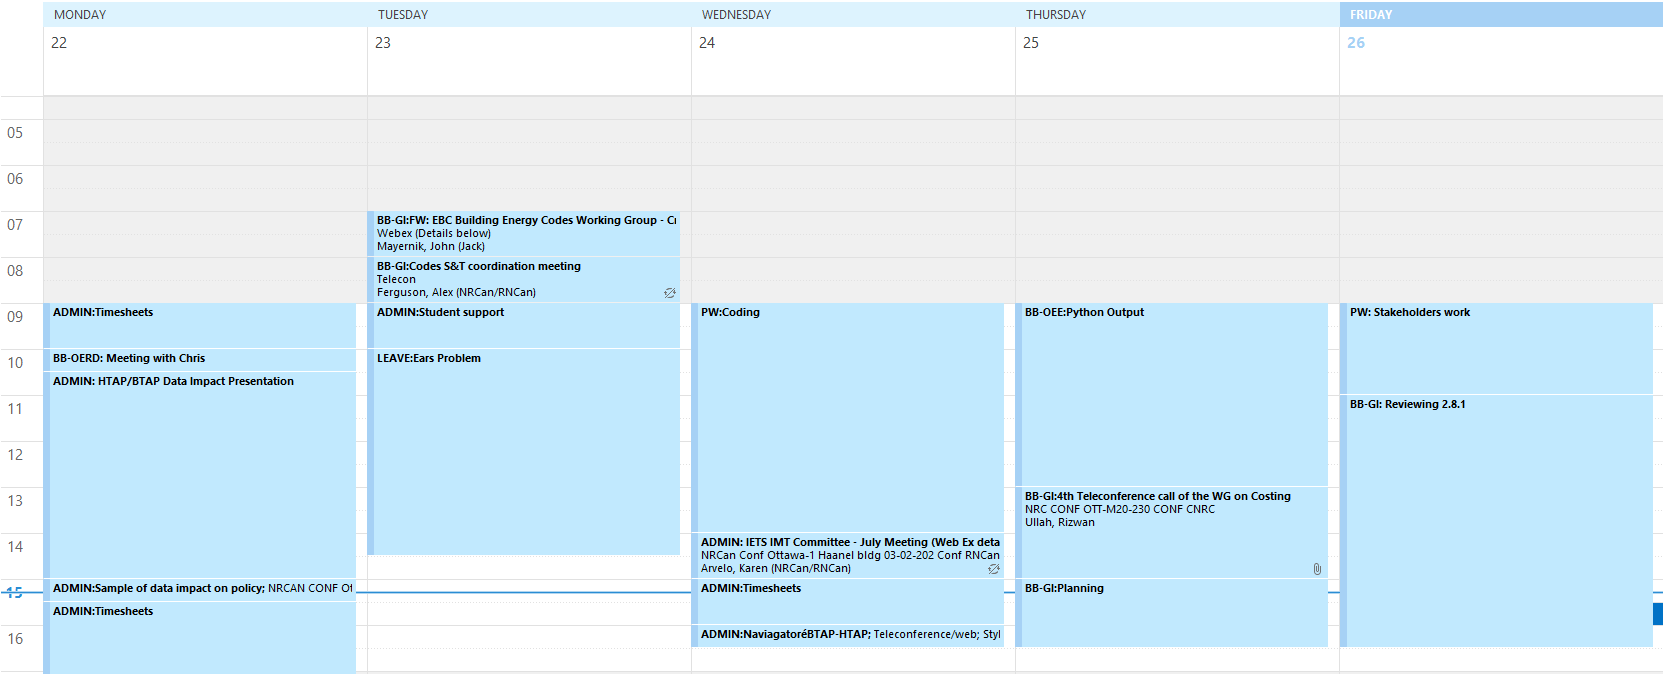 MONDAY
TUESDAY
WEDNESDAY
THURSDAY
FRIDAY
22
23
24
25
26
05
06
07
08
09
10
11
12
13
14
15
16
ADMIN:Timesheets
BB-OERD: Meeting with Chris
ADMIN: HTAP/BTAP Data Impact Presentation
ADMIN:Sample of data impact on policy; NRCAN CONF Ot
ADMIN:Timesheets
BB-GI:FW: EBC Building Energy Codes Working Group - Cr
Webex (Details below)
Mayernik, John (Jack)
BB-GI:Codes S&T coordination meeting
Telecon
Ferguson, Alex (NRCan/RNCan)
ADMIN:Student support
LEAVE:Ears Problem
PW:Coding
ADMIN: IETS IMT Committee - July Meeting (Web Ex deta
NRCan Conf Ottawa-1 Haanel bldg 03-02-202 Conf RNCan
Arvelo, Karen (NRCan/RNCan)
ADMIN:Timesheets
ADMIN:NaviagatoréBTAP-HTAP; Teleconference/web; Styl
BB-OEE:Python Output
BB-GI:4th Teleconference call of the WG on Costing
NRC CONF OTT-M20-230 CONF CNRC
Ullah, Rizwan
BB-GI:Planning
PW: Stakeholders work
BB-GI: Reviewing 2.8.1